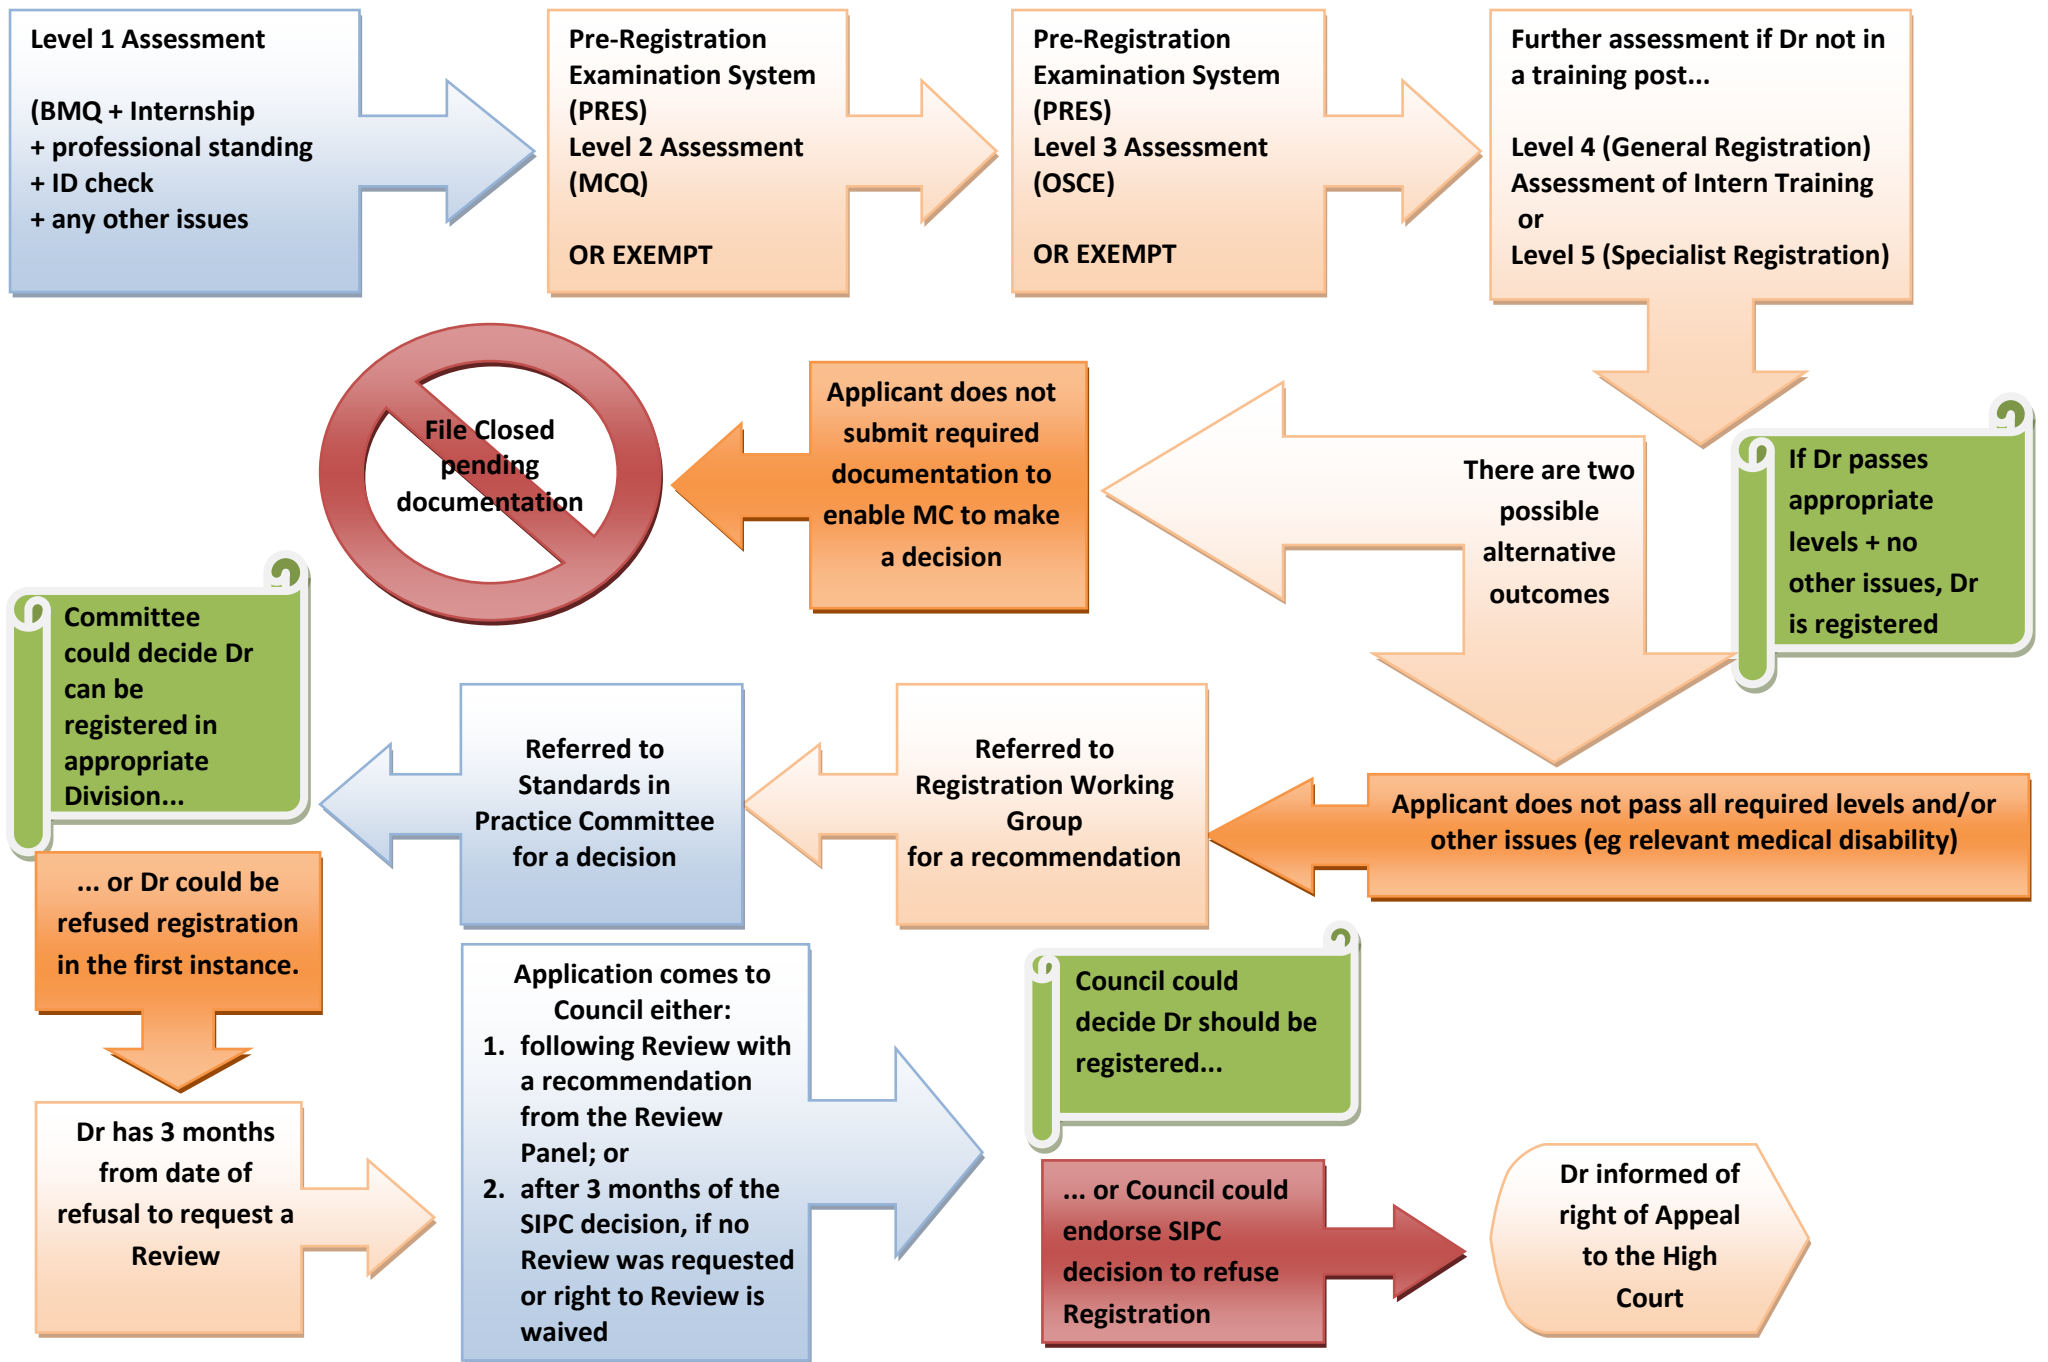 Level 1 Assessment
(BMQ + Internship
+ professional standing
+ ID check
+ any other issues
Pre-Registration
Examination System
(PRES)
Level 2 Assessment
(MCQ)
OR EXEMPT
Pre-Registration
Examination System
(PRES)
Level 3 Assessment
(OSCE)
OR EXEMPT
Further assessment if Dr not in
a training post...
Level 4 (General Registration)
Assessment of Intern Training
or
Level 5 (Specialist Registration)
If Dr passes
appropriate
levels + no
other issues, Dr
is registered
There are two
possible
alternative
outcomes
Applicant does not
submit required
documentation to
enable MC to make
a decision
File Closed
pending
documentation
Applicant does not pass all required levels and/or
other issues (eg relevant medical disability)
Referred to
Registration Working
Group
for a recommendation
Referred to
Standards in
Practice Committee
for a decision
Committee
could decide Dr
can be
registered in
appropriate
Division...
... or Dr could be
refused registration
in the first instance.
Dr has 3 months
from date of
refusal to request a
Review
Application comes to
Council either:
1. following Review with
a recommendation
from the Review
Panel; or
2. after 3 months of the
SIPC decision, if no
Review was requested
or right to Review is
waived
Council could
decide Dr should be
registered...
... or Council could
endorse SIPC
decision to refuse
Registration
Dr informed of
right of Appeal
to the High
Court